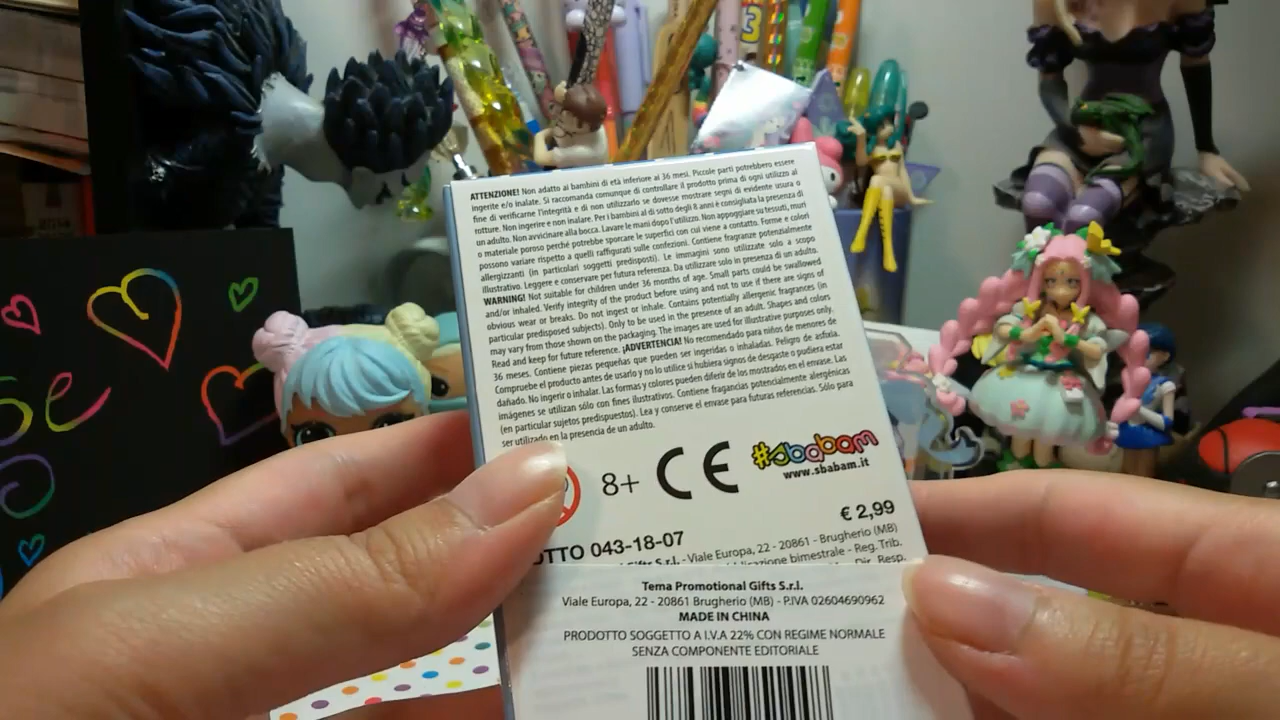 ATTENZIONE! Non adatto ai bambini di età inferiore ai 36 mesi. Piccole parti potrebbero essere
ingerite e/o inalate. Si raccomanda comunque di controllare il prodotto prima di ogni utilizzo al
fine di verificarne l'integrità e di non utilizzarlo se dovesse mostrare segni di evidente usura o
rotture. Non ingerire e non inalare. Per i bambini al di sotto degli 8 anni è consigliata la presenza di
un adulto. Non avvicinare alla bocca. Lavare le mani dopo l'utilizzo. Non appoggiare su tessuti, muri
o materiale poroso perché potrebbe sporcare le superfici con cui viene a contatto. Forme e colori
possono variare rispetto a quelli raffigurati sulle confezioni. Contiene fragranze potenzialmente
allergizzanti (in particolari soggetti predisposti). Le immagini sono utilizzate solo a scopo
illustrativo. Leggere e conservare per futura referenza. Da utilizzare solo in presenza di un adulto.
WARNING! Not suitable for children under 36 months of age. Small parts could be swallowed
and/or inhaled. Verify integrity of the product before using and not to use if there are signs of
obvious wear or breaks. Do not ingest or inhale. Contains potentially allergenic fragrances (in
particular predisposed subjects). Only to be used in the presence of an adult. Shapes and colors
may vary from those shown on the packaging. The images are used for illustrative purposes only.
Read and keep for future reference. ¡ADVERTENCIA! No recomendado para niños de menores de
36 meses. Contiene piezas pequeñas que pueden ser ingeridas o inhaladas. Peligro de asfixia.
Compruebe el producto antes de usarlo y no lo utilice si hubiera signos de desgaste o pudiera estar
dañado. No ingerir o inhalar. Las formas y colores pueden diferir de los mostrados en el envase. Las
imágenes se utilizan sólo con fines ilustrativos. Contiene fragancias potencialmente alergénicas
(en particular sujetos predispuestos). Lea y conserve el envase para futuras referencias. Sólo para
ser utilizado en la presencia de un adulto.
8+ CE #sbabam
www.sbabam.it
€ 2,99
OTTO 043-18-07
S.r.l. - Viale Europa, 22 - 20861 - Brugherio (MB)
bimestrale - Reg. Trib.
Dir. Resp.
Tema Promotional Gifts S.r.l.
Viale Europa, 22 - 20861 Brugherio (MB) - P.IVA 02604690962
MADE IN CHINA
PRODOTTO SOGGETTO A I.V.A 22% CON REGIME NORMALE
SENZA COMPONENTE EDITORIALE
se
3